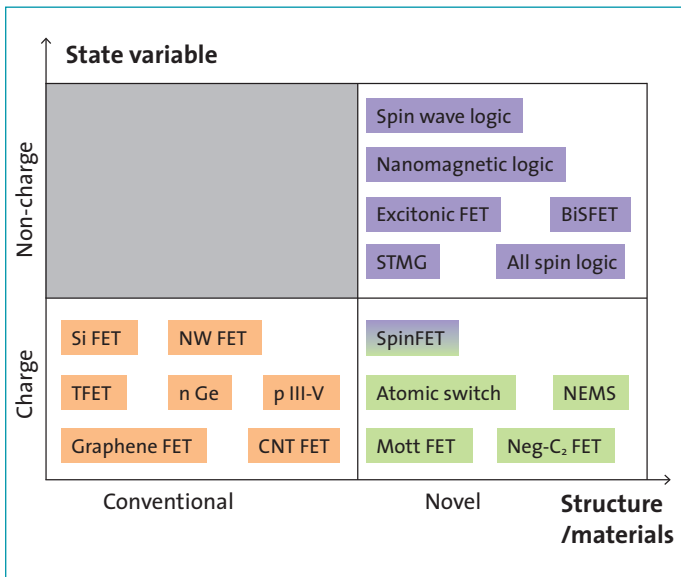 State variable
Non-charge
Spin wave logic
Nanomagnetic logic
Excitonic FET
BiSFET
STMG
All spin logic
Charge
Si FET
NW FET
SpinFET
TFET
n Ge
p III-V
Atomic switch
NEMS
Graphene FET
CNT FET
Mott FET
Neg-C₂ FET
Conventional
Novel
Structure
/materials